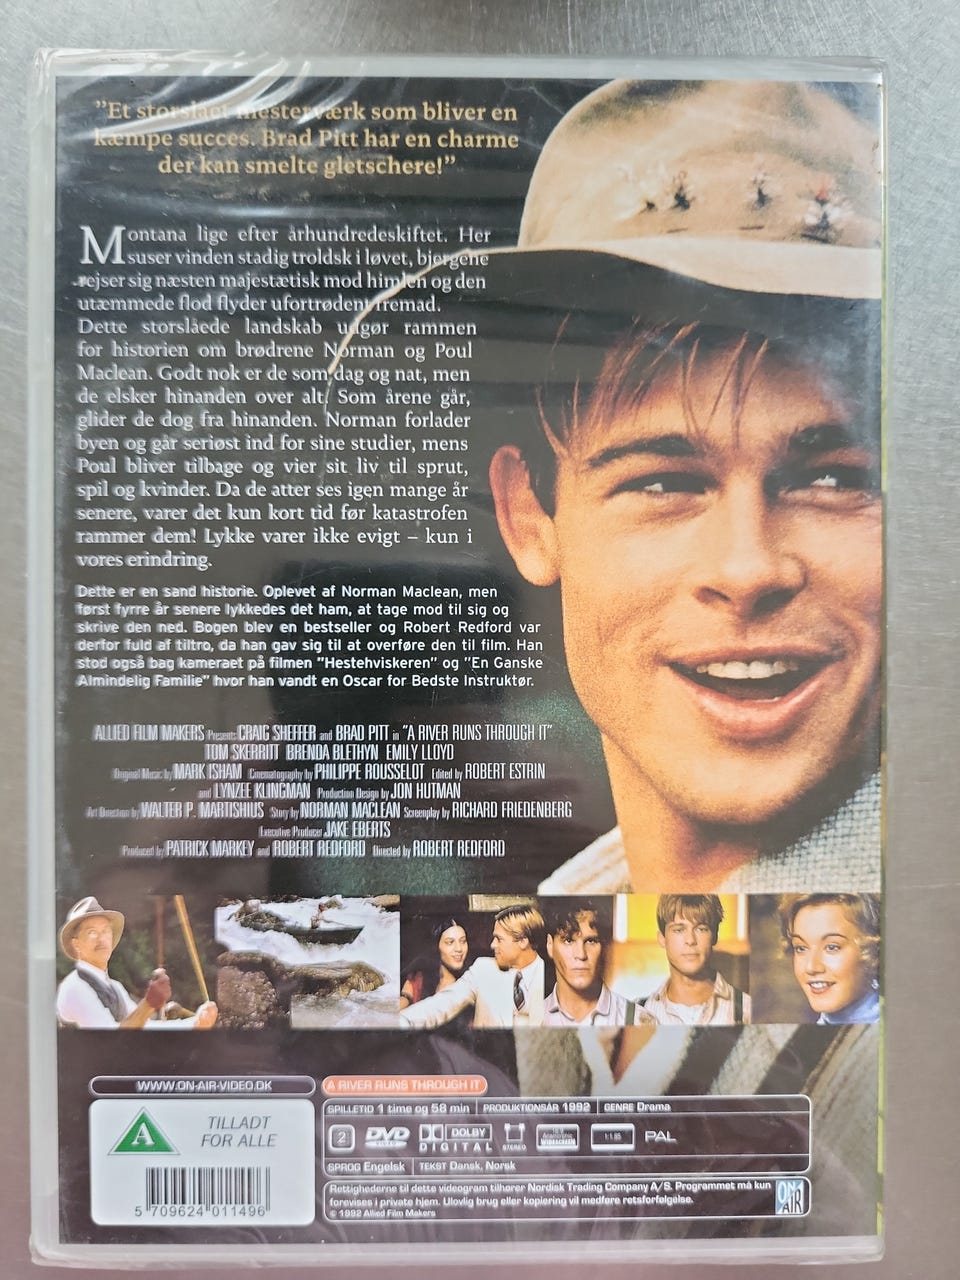 "Et storslået mesterværk som bliver en
kæmpe succes. Brad Pitt har en charme
der kan smelte gletschere!"
Montana lige efter århundredeskiftet. Her
suser vinden stadig troldsk i løvet, bjergene
rejser sig næsten majestætisk mod himlen og den
utæmmede flod flyder ufortrødent fremad.
Dette storslåede landskab udgør rammen
for historien om brødrene Norman og Poul
Maclean. Godt nok er de som dag og nat, men
de elsker hinanden over alt. Som årene går,
glider de dog fra hinanden. Norman forlader
byen og går seriøst ind for sine studier, mens
Poul bliver tilbage og vier sit liv til sprut,
spil og kvinder. Da de atter ses igen mange år
senere, varer det kun kort tid før katastrofen
rammer dem! Lykke varer ikke evigt – kun i
vores erindring.
Dette er en sand historie. Oplevet af Norman Maclean, men
først fyrre år senere lykkedes det ham, at tage mod til sig og
skrive den ned. Bogen blev en bestseller og Robert Redford var
derfor fuld af tiltro, da han gav sig til at overføre den til film. Han
stod også bag kameraet på filmen "Hestehviskeren" og "En Ganske
Almindelig Familie" hvor han vandt en Oscar for Bedste Instruktør.
ALLIED FILM MAKERS Presents CRAIG SHEFFER and BRAD PITT in "A RIVER RUNS THROUGH IT"
TOM SKERRITT BRENDA BLETHYN EMILY LLOYD
Original Music by MARK ISHAM Cinematography by PHILIPPE ROUSSELOT Edited by ROBERT ESTRIN
and LYNZEE KLINGMAN Production Design by JON HUTMAN
Art Direction by WALTER P. MARTISHIUS Story by NORMAN MACLEAN Screenplay by RICHARD FRIEDENBERG
Executive Producer JAKE EBERTS
Produced by PATRICK MARKEY and ROBERT REDFORD Directed by ROBERT REDFORD
WWW.ON-AIR-VIDEO.DK
A RIVER RUNS THROUGH IT
A
TILLADT
FOR ALLE
5 709624 011496
SPILLETID 1 time og 58 min PRODUKTIONSÅR 1992 GENRE Drama
2 DVD VIDEO DOLBY DIGITAL STEREO 16:9 Anamorphic WIDESCREEN 1:1.85 PAL
SPROG Engelsk TEKST Dansk, Norsk
Rettighederne til dette videogram tilhører Nordisk Trading Company A/S. Programmet må kun
forevises i private hjem. Ulovlig brug eller kopiering vil medføre retsforfølgelse.
© 1992 Allied Film Makers
ON AIR